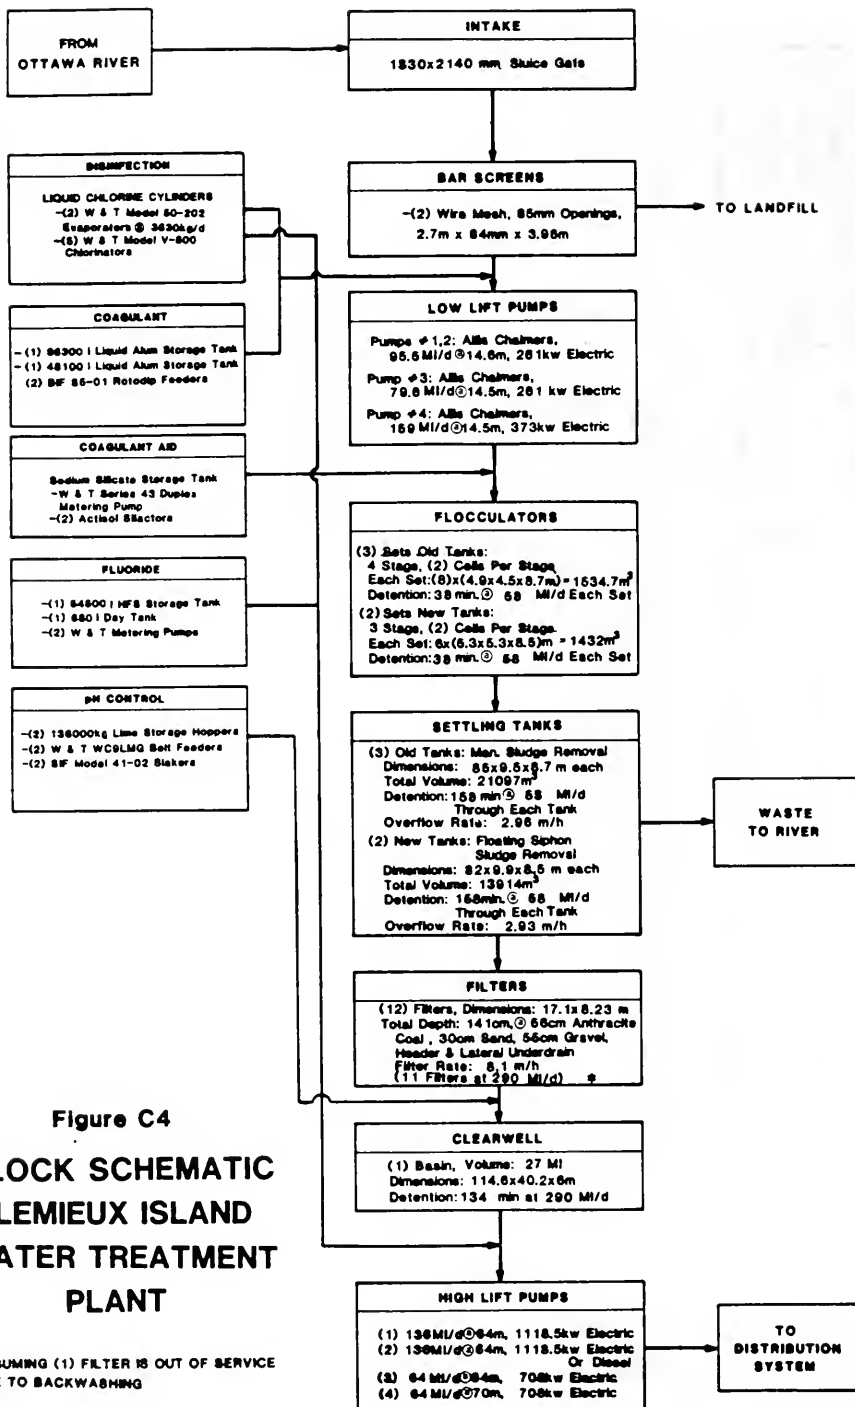 FROM
OTTAWA RIVER
INTAKE
1830x2140 mm Sluice Gate
DISINFECTION
LIQUID CHLORINE CYLINDERS
-(2) W & T Model 50-202
Evaporators @ 3630kg/d
-(5) W & T Model V-800
Chlorinators
BAR SCREENS
-(2) Wire Mesh, 85mm Openings,
2.7m x 84mm x 3.96m
TO LANDFILL
COAGULANT
-(1) 96300 l Liquid Alum Storage Tank
-(1) 48100 l Liquid Alum Storage Tank
(2) BIF 85-01 Rotodip Feeders
LOW LIFT PUMPS
Pumps #1,2: Allis Chalmers,
95.5 Ml/d@14.6m, 261kw Electric
Pump #3: Allis Chalmers,
79.6 Ml/d@14.5m, 261 kw Electric
Pump #4: Allis Chalmers,
159 Ml/d@14.5m, 373kw Electric
COAGULANT AID
Sodium Silicate Storage Tank
-W & T Series 43 Duplex
Metering Pump
-(2) Actisol Silactors
FLUORIDE
-(1) 54600 l HFS Storage Tank
-(1) 680 l Day Tank
-(2) W & T Metering Pumps
FLOCCULATORS
(3) Sets Old Tanks:
4 Stage, (2) Cells Per Stage
Each Set:(8)x(4.9x4.5x8.7m)=1534.7m³
Detention: 38 min. @ 58 Ml/d Each Set
(2) Sets New Tanks:
3 Stage, (2) Cells Per Stage
Each Set: 6x(5.3x5.3x8.5)m = 1432m³
Detention: 38 min. @ 58 Ml/d Each Set
pH CONTROL
-(2) 136000kg Lime Storage Hoppers
-(2) W & T WC9LMG Belt Feeders
-(2) BIF Model 41-02 Slakers
SETTLING TANKS
(3) Old Tanks: Man. Sludge Removal
Dimensions: 85x9.5x8.7 m each
Total Volume: 21097m³
Detention: 158 min @ 58 Ml/d
Through Each Tank
Overflow Rate: 2.96 m/h
(2) New Tanks: Floating Siphon
Sludge Removal
Dimensions: 82x9.9x8.5 m each
Total Volume: 13914m³
Detention: 158min. @ 58 Ml/d
Through Each Tank
Overflow Rate: 2.93 m/h
WASTE
TO RIVER
FILTERS
(12) Filters, Dimensions: 17.1x8.23 m
Total Depth: 141cm, @ 56cm Anthracite
Coal , 30cm Sand, 55cm Gravel,
Header & Lateral Underdrain
Filter Rate: 8.1 m/h
(11 Filters at 290 Ml/d) *
CLEARWELL
(1) Basin, Volume: 27 Ml
Dimensions: 114.6x40.2x6m
Detention: 134 min at 290 Ml/d
Figure C4
LOCK SCHEMATIC
LEMIEUX ISLAND
ATER TREATMENT
PLANT
HIGH LIFT PUMPS
(1) 136Ml/d@64m, 1118.5kw Electric
(2) 136Ml/d@64m, 1118.5kw Electric
Or Diesel
(3) 64 Ml/d@64m, 708kw Electric
(4) 64 Ml/d@70m, 708kw Electric
TO
DISTRIBUTION
SYSTEM
SUMING (1) FILTER IS OUT OF SERVICE
E TO BACKWASHING